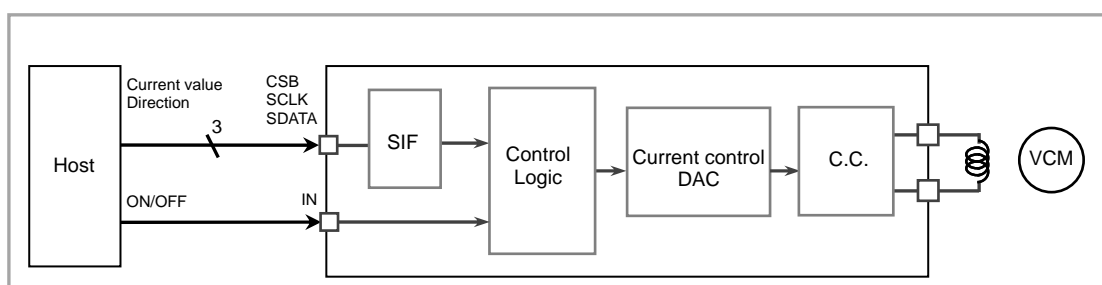 Current value
Direction
CSB
SCLK
SDATA
3
Host
SIF
Control
Logic
Current control
DAC
C.C.
VCM
ON/OFF
IN